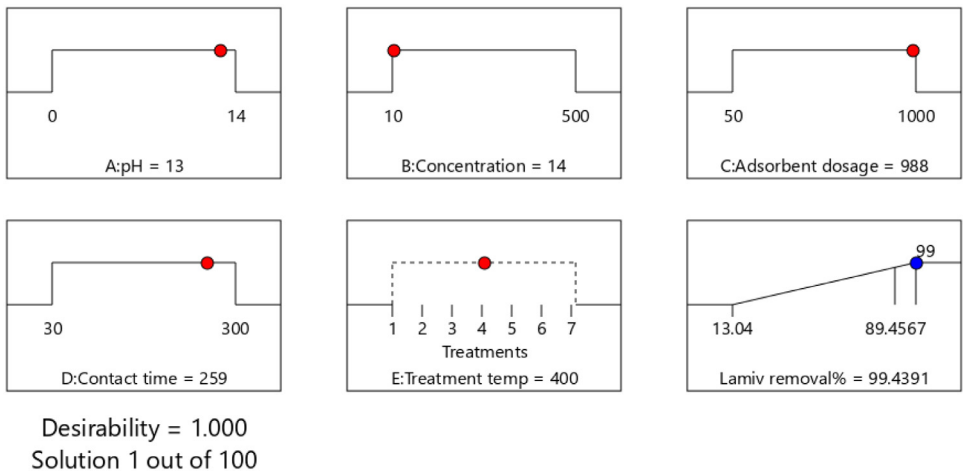 0 14
A:pH = 13
10 500
B:Concentration = 14
50 1000
C:Adsorbent dosage = 988
30 300
D:Contact time = 259
1 2 3 4 5 6 7
Treatments
E:Treatment temp = 400
99
13.04 89.4567
Lamiv removal% = 99.4391
Desirability = 1.000
Solution 1 out of 100